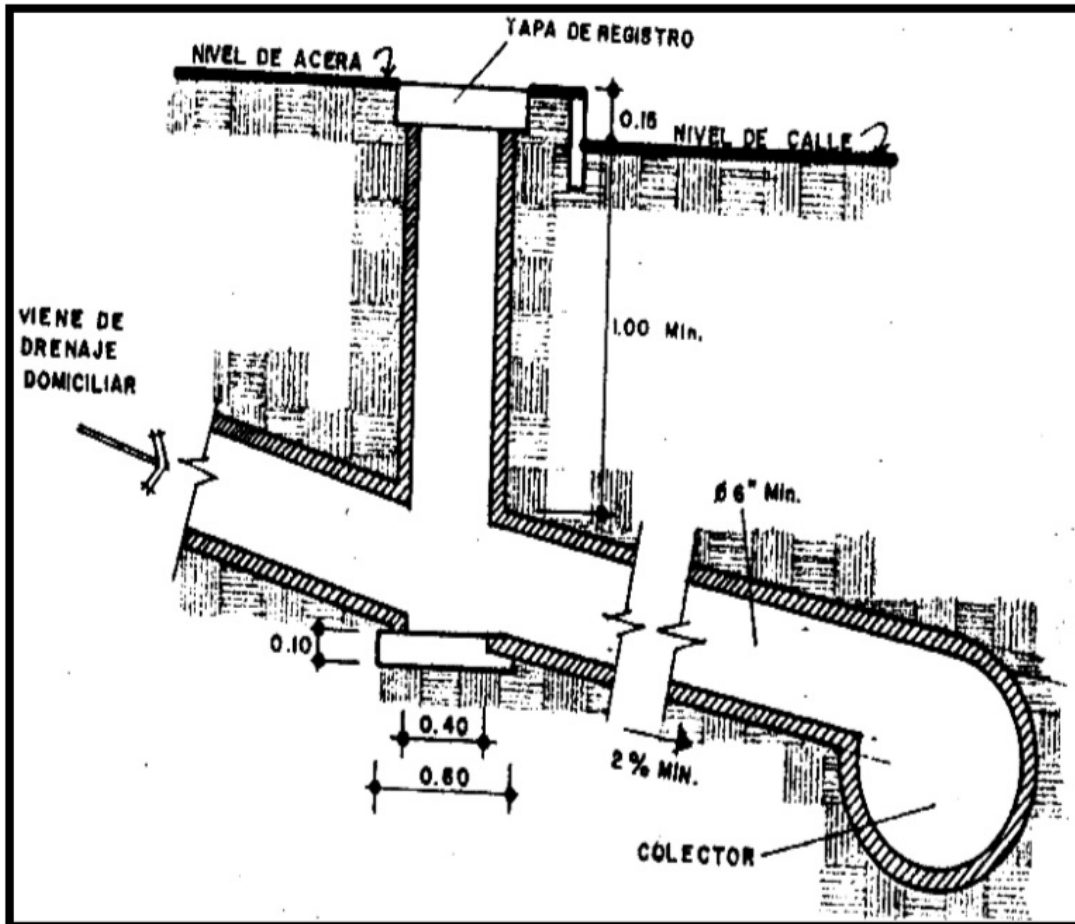 TAPA DE REGISTRO
NIVEL DE ACERA
0.15
NIVEL DE CALLE
1.00 Min.
VIENE DE
DRENAJE
DOMICILIAR
Ø 6" Min.
0.10
0.40
0.60
2 % MIN.
COLECTOR